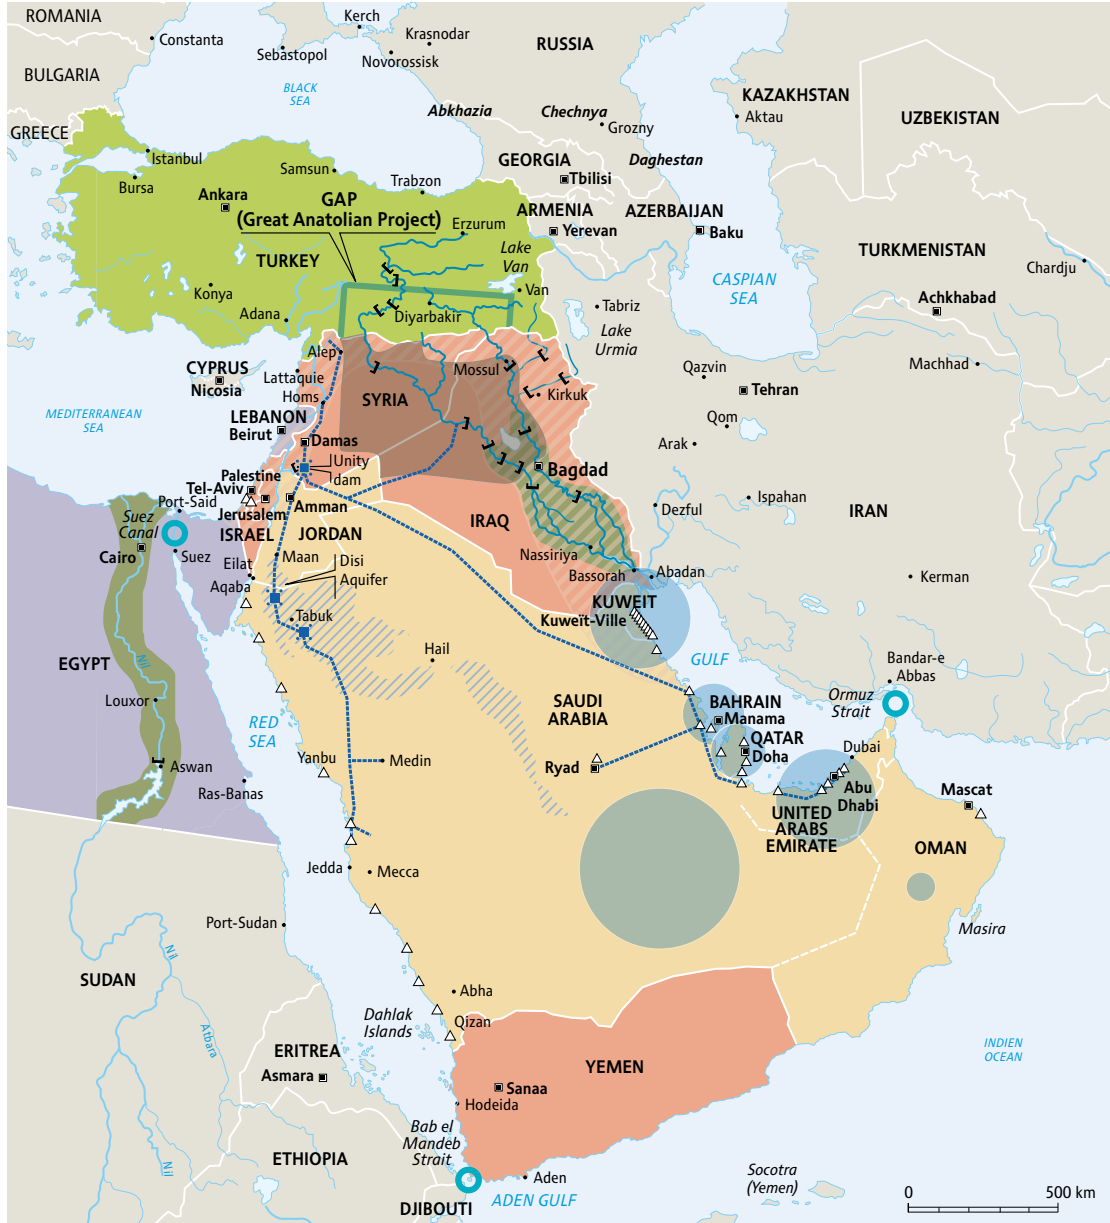 ROMANIA
Constanta
BULGARIA
GREECE
Kerch
Sebastopol
Krasnodar
Novorossisk
RUSSIA
BLACK
SEA
Abkhazia
Chechnya
Grozny
Daghestan
KAZAKHSTAN
Aktau
UZBEKISTAN
GEORGIA
Tbilisi
ARMENIA
Yerevan
AZERBAIJAN
Baku
TURKMENISTAN
Chardju
Achkhabad
Machhad
CASPIAN
SEA
Istanbul
Bursa
Ankara
Samsun
Trabzon
GAP
(Great Anatolian Project)
Erzurum
TURKEY
Lake
Van
Van
Konya
Adana
Diyarbakir
Tabriz
Lake
Urmia
CYPRUS
Nicosia
Alep
Lattaquie
Homs
SYRIA
Mossul
Kirkuk
Qazvin
Tehran
Qom
Arak
MEDITERRANEAN
SEA
LEBANON
Beirut
Damas
Unity
dam
Palestine
Tel-Aviv
Jerusalem
Amman
Bagdad
Ispahan
Dezful
IRAN
Port-Said
Suez
Canal
Cairo
Suez
ISRAEL
JORDAN
IRAQ
Eilat
Aqaba
Maan
Disi
Aquifer
Nassiriya
Bassorah
Abadan
Kerman
Tabuk
KUWEIT
Kuweït-Ville
EGYPT
Nil
Hail
GULF
Bandar-e
Abbas
Ormuz
Strait
Louxor
RED
SEA
SAUDI
ARABIA
BAHRAIN
Manama
QATAR
Doha
Dubai
Aswan
Yanbu
Medin
Ryad
Abu
Dhabi
UNITED
ARABS
EMIRATE
Mascat
Ras-Banas
OMAN
Jedda
Mecca
Port-Sudan
Masira
Nil
SUDAN
Abha
Dahlak
Islands
Qizan
Atbara
ERITREA
Asmara
YEMEN
INDIEN
OCEAN
Sanaa
Hodeida
Bab el
Mandeb
Strait
Nil
ETHIOPIA
Aden
ADEN GULF
Socotra
(Yemen)
DJIBOUTI
0 500 km